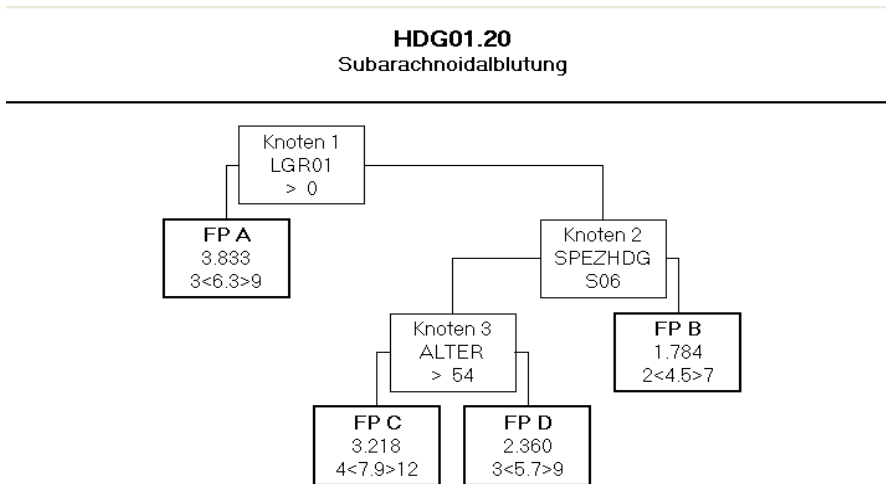 HDG01.20
Subarachnoidalblutung
Knoten 1
LGR01
> 0
FP A
3.833
3<6.3>9
Knoten 2
SPEZHDG
S06
Knoten 3
ALTER
> 54
FP B
1.784
2<4.5>7
FP C
3.218
4<7.9>12
FP D
2.360
3<5.7>9